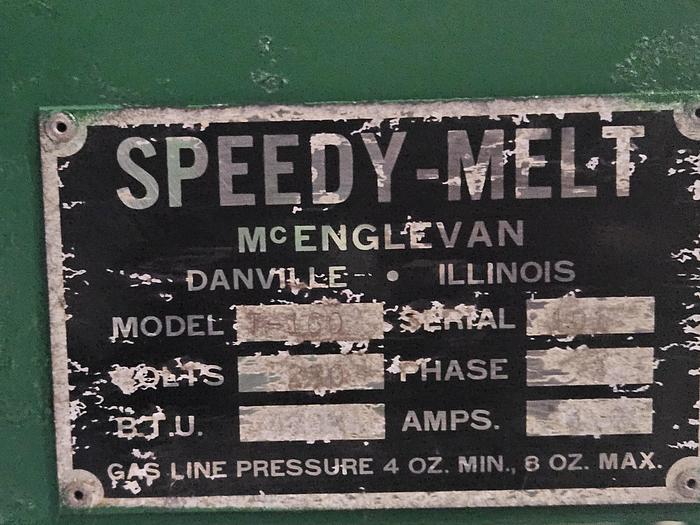 SPEEDY-MELT
McENGLEVAN
DANVILLE • ILLINOIS
MODEL SERIAL
VOLTS PHASE
B.T.U. AMPS.
GAS LINE PRESSURE 4 OZ. MIN., 8 OZ. MAX.